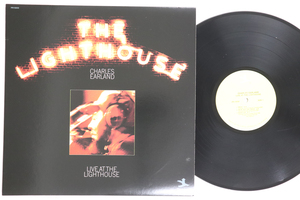 THE
LIGHTHOUSE
CHARLES
EARLAND
LIVE AT THE
LIGHTHOUSE